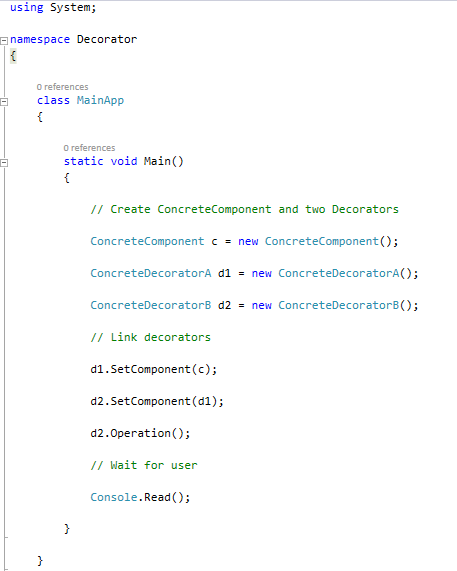 using System;
namespace Decorator
{
0 references
class MainApp
{
0 references
static void Main()
{
// Create ConcreteComponent and two Decorators
ConcreteComponent c = new ConcreteComponent();
ConcreteDecoratorA d1 = new ConcreteDecoratorA();
ConcreteDecoratorB d2 = new ConcreteDecoratorB();
// Link decorators
d1.SetComponent(c);
d2.SetComponent(d1);
d2.Operation();
// Wait for user
Console.Read();
}
}